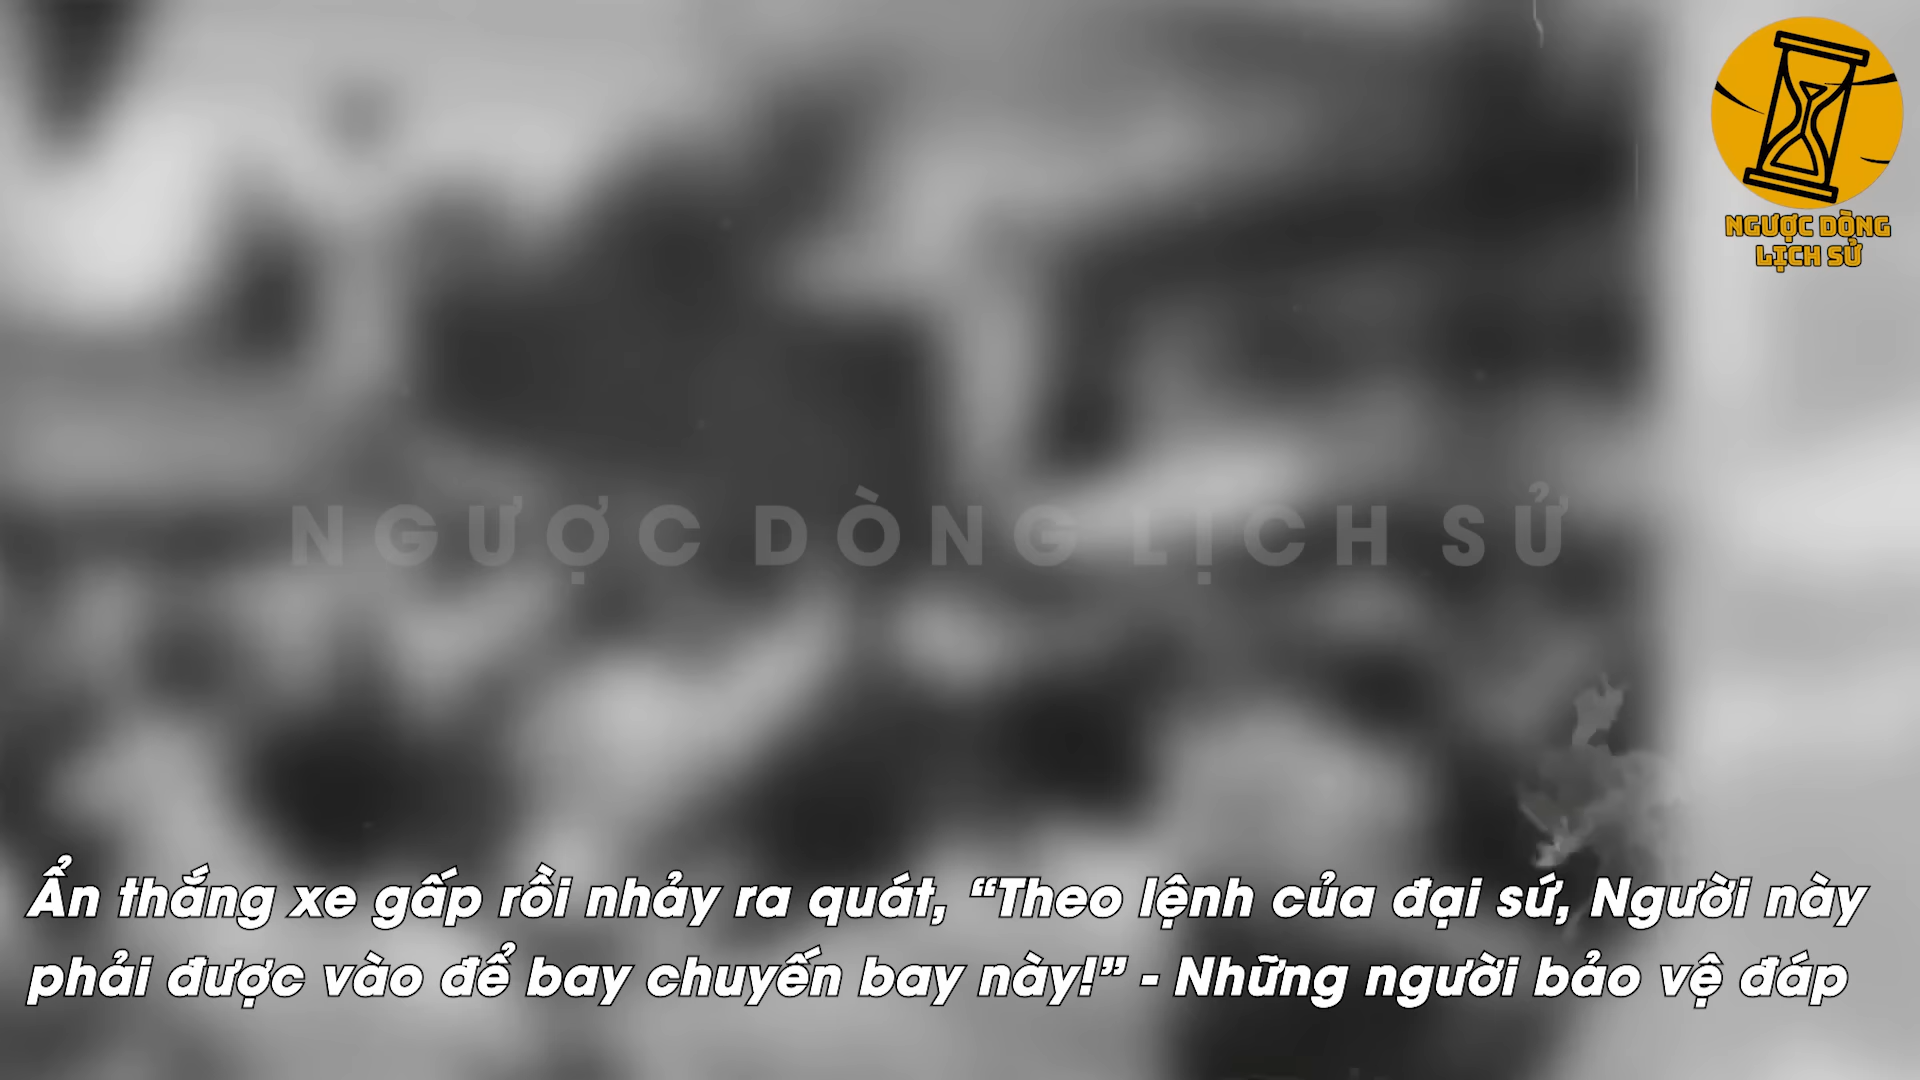 NGƯỢC DÒNG
LỊCH SỬ
NGƯỢC DÒNG LỊCH SỬ
Ẩn thắng xe gấp rồi nhảy ra quát, “Theo lệnh của đại sứ, Người này
phải được vào để bay chuyến bay này!” - Những người bảo vệ đáp